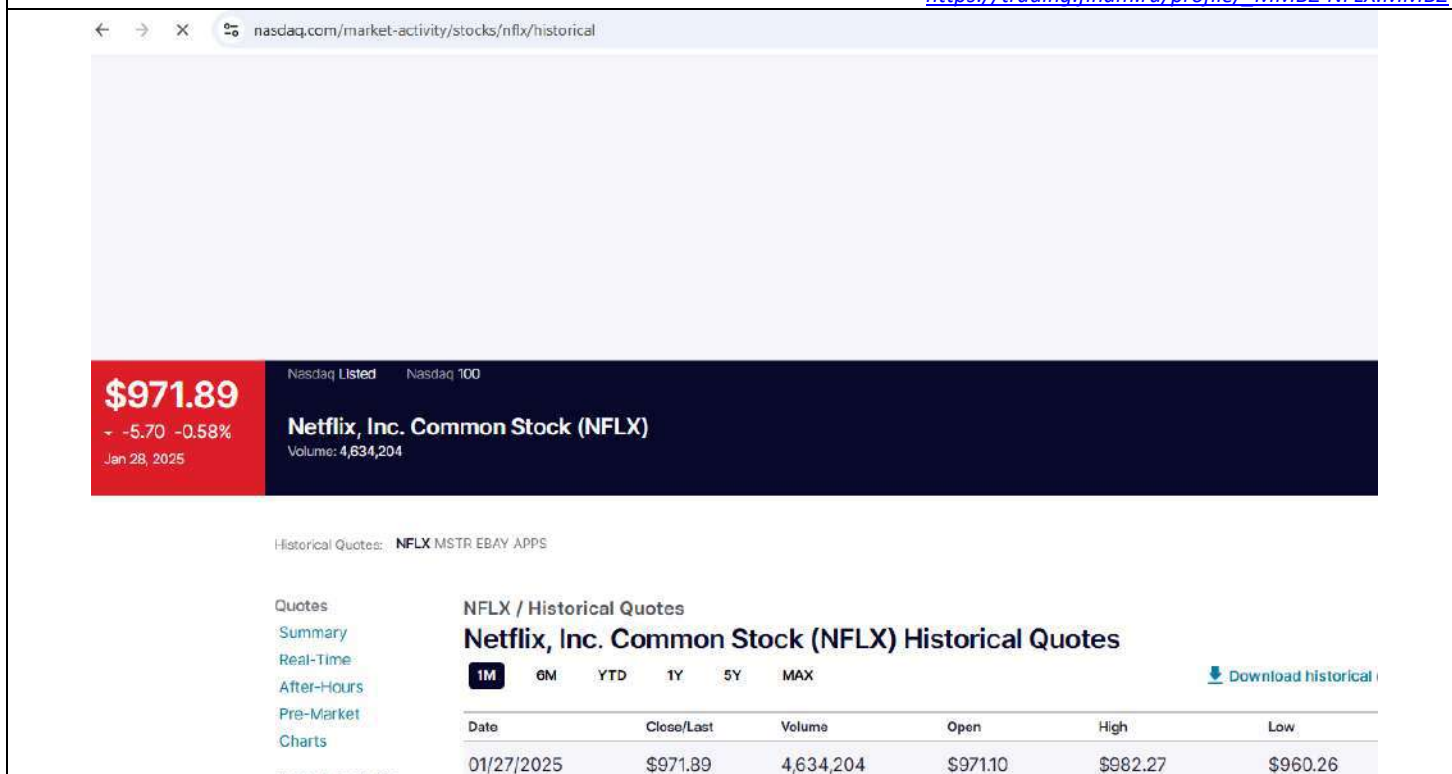 nasdaq.com/market-activity/stocks/nflx/historical
$971.89
-5.70 -0.58%
Jan 28, 2025
Nasdaq Listed Nasdaq 100
Netflix, Inc. Common Stock (NFLX)
Volume: 4,634,204
Historical Quotes: NFLX MSTR EBAY APPS
Quotes
Summary
Real-Time
After-Hours
Pre-Market
Charts
NFLX / Historical Quotes
Netflix, Inc. Common Stock (NFLX) Historical Quotes
1M 6M YTD 1Y 5Y MAX
Download historical
Date Close/Last Volume Open High Low
01/27/2025 $971.89 4,634,204 $971.10 $982.27 $960.26